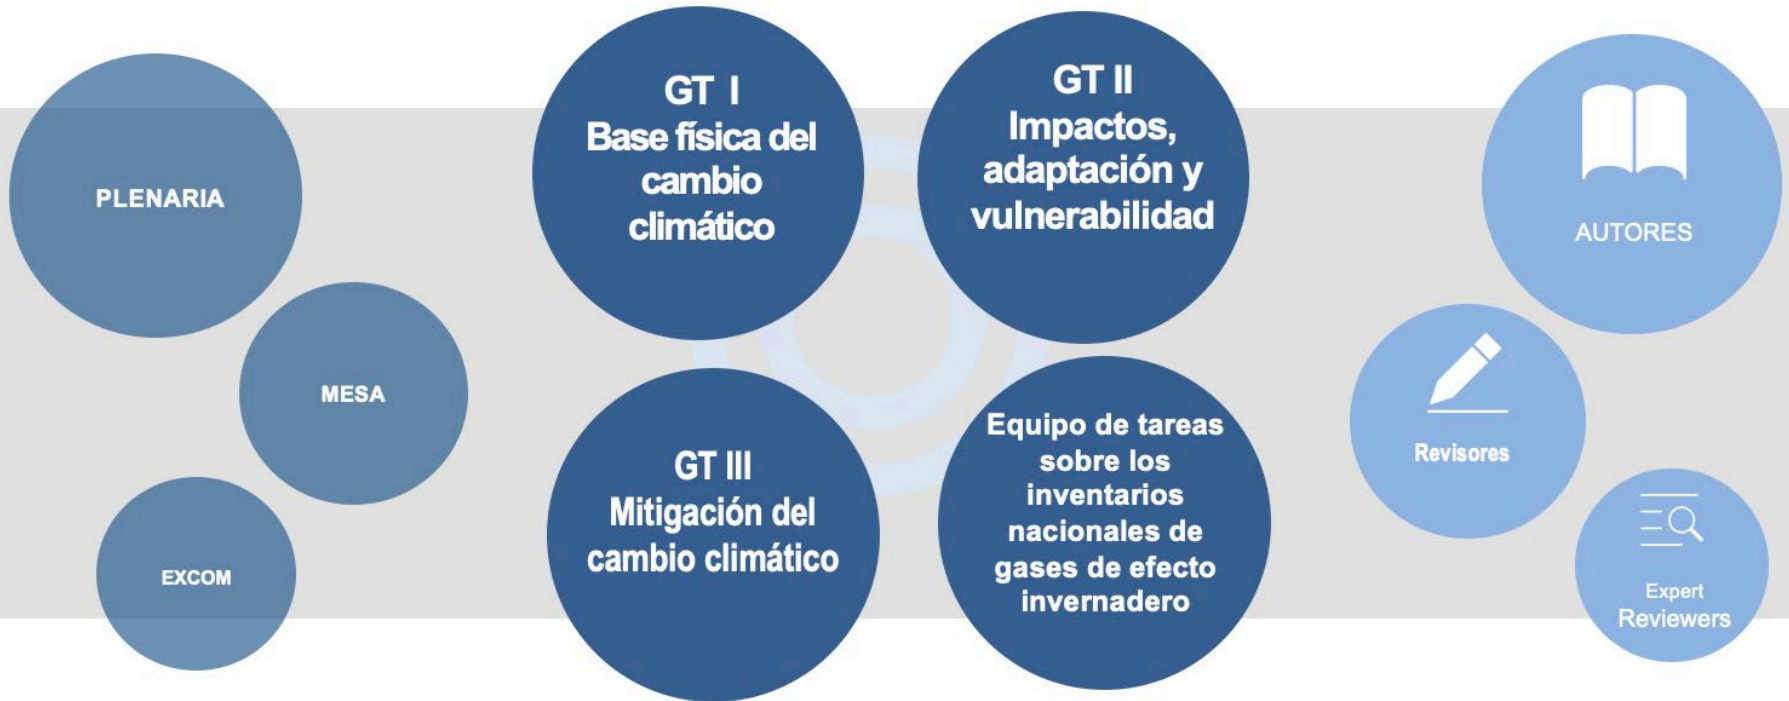 PLENARIA
MESA
EXCOM
GT I
Base física del
cambio
climático
GT II
Impactos,
adaptación y
vulnerabilidad
GT III
Mitigación del
cambio climático
Equipo de tareas
sobre los
inventarios
nacionales de
gases de efecto
invernadero
AUTORES
Revisores
Expert
Reviewers